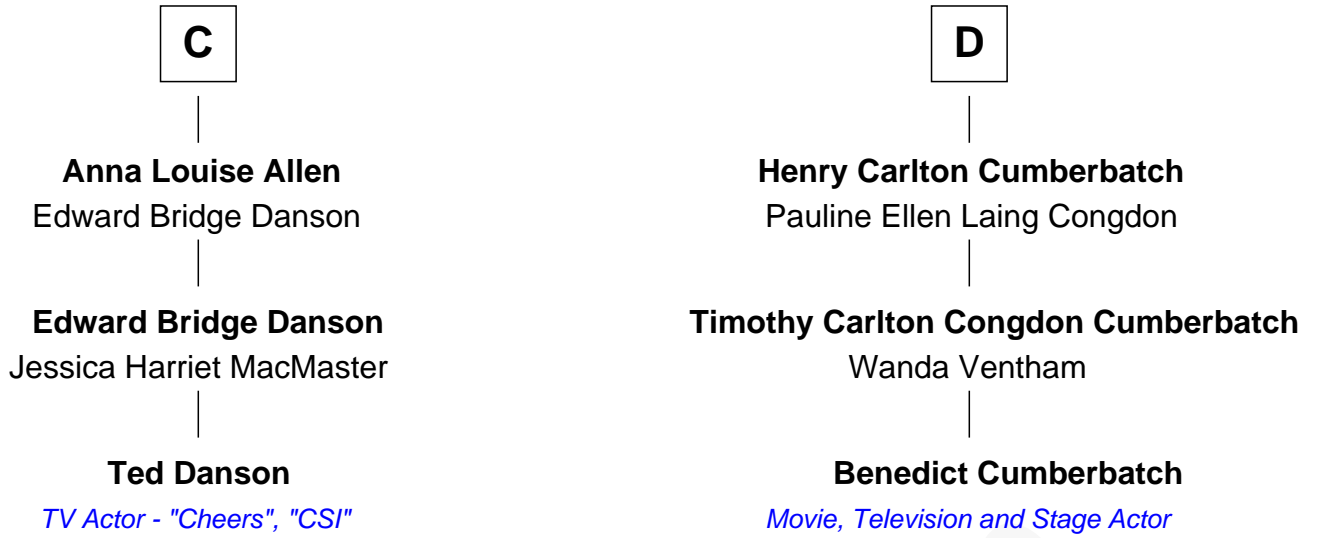 C
Anna Louise Allen
Edward Bridge Danson
Edward Bridge Danson
Jessica Harriet MacMaster
Ted Danson
TV Actor - "Cheers", "CSI"
D
Henry Carlton Cumberbatch
Pauline Ellen Laing Congdon
Timothy Carlton Congdon Cumberbatch
Wanda Ventham
Benedict Cumberbatch
Movie, Television and Stage Actor